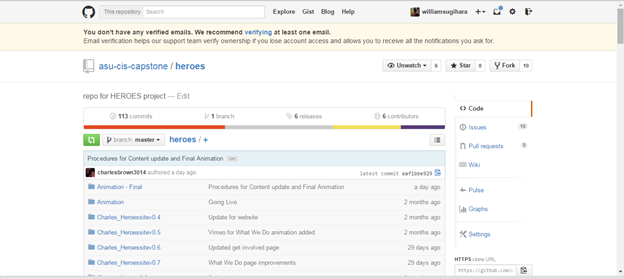 This repository Search Explore Gist Blog Help williamsugihara
You don't have any verified emails. We recommend verifying at least one email.
Email verification helps our support team verify ownership if you lose account access and allows you to receive all the notifications you ask for.
asu-cis-capstone / heroes
Unwatch 6 Star 0 Fork 10
repo for HEROES project — Edit
113 commits 1 branch 6 releases 6 contributors
branch: master heroes / +
Procedures for Content update and Final Animation
charlesbrown3014 authored a day ago latest commit
Animation - Final Procedures for Content update and Final Animation a day ago
Animation Going Live 2 months ago
Charles_Heroessitev0.4 Update for website 2 months ago
Charles_Heroessitev0.5 Vimeo for What We Do animation Added 2 months ago
Charles_Heroessitev0.6 Updated get involved page 29 days ago
Charles_Heroessitev0.7 What We Do page improvements 29 days ago
Code
Issues 10
Pull requests 0
Wiki
Pulse
Graphs
Settings
HTTPS clone URL
https://github.c